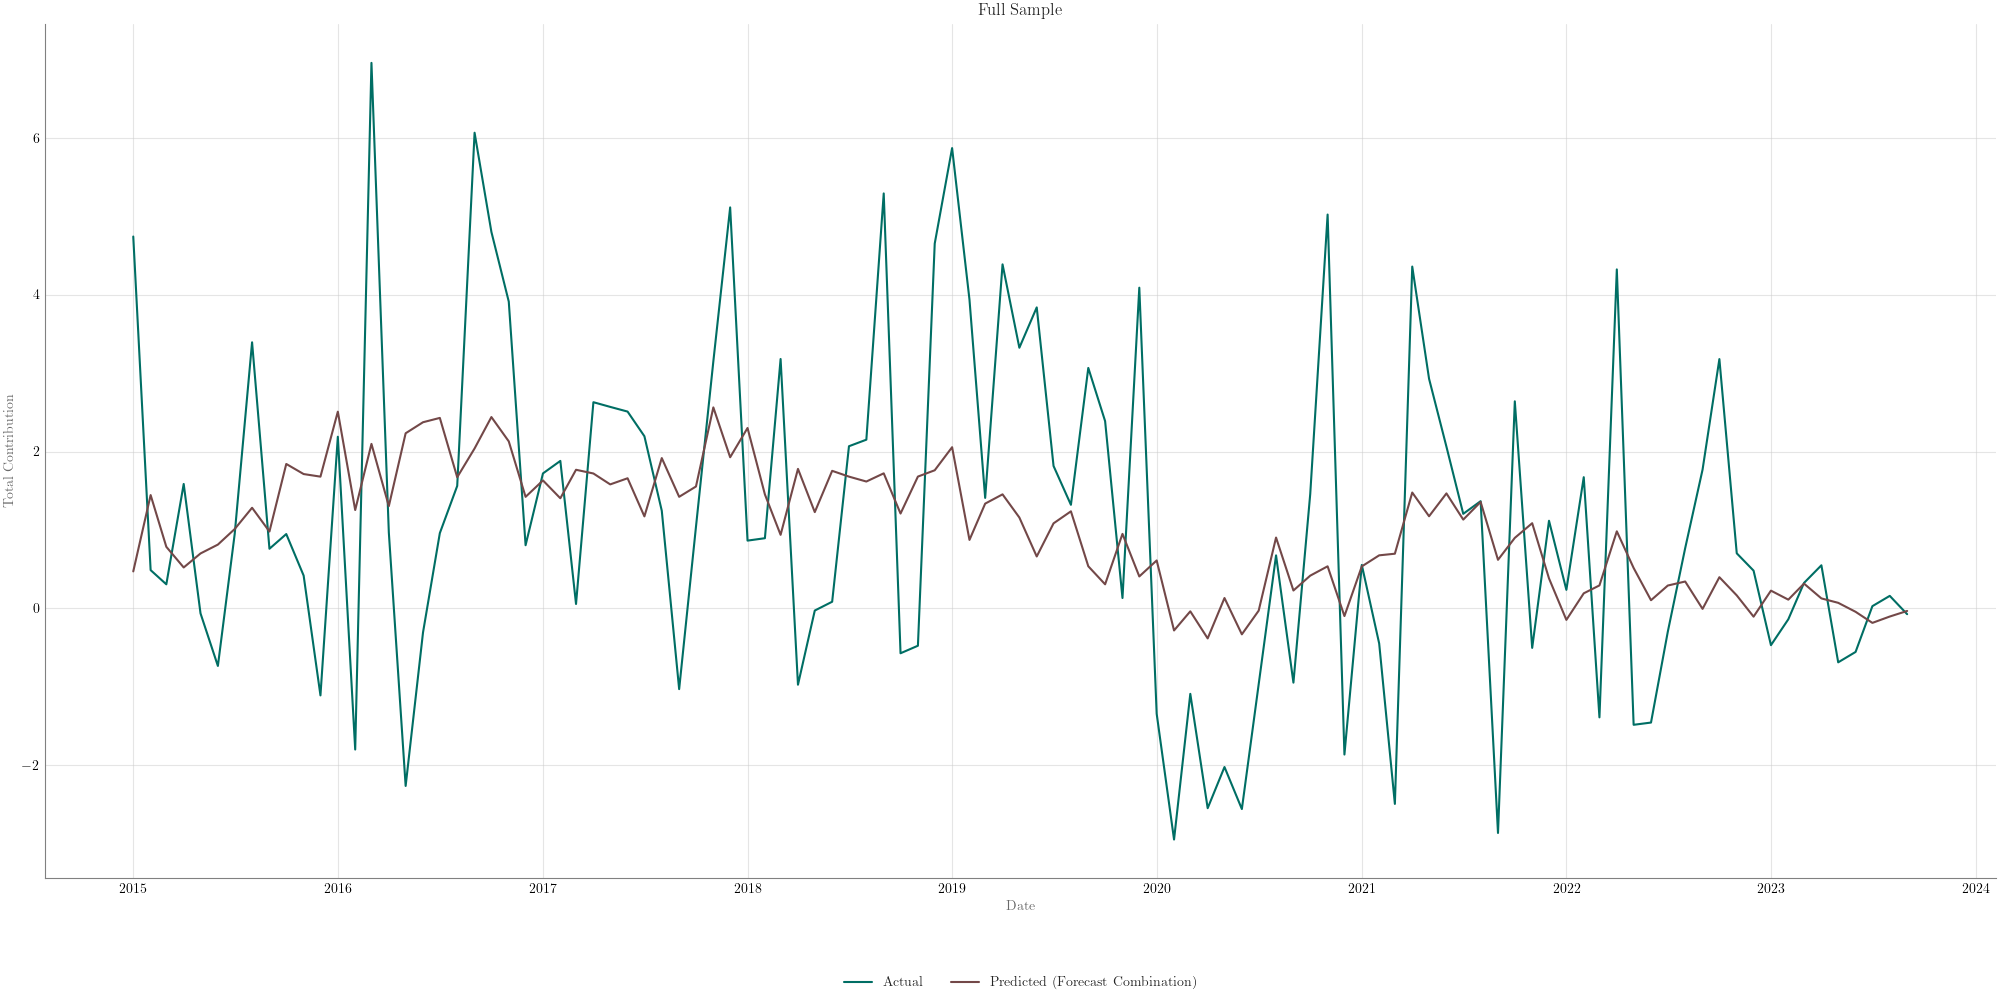 Full Sample
Total Contribution
6
4
2
0
−2
2015 2016 2017 2018 2019 2020 2021 2022 2023 2024
Date
Actual Predicted (Forecast Combination)